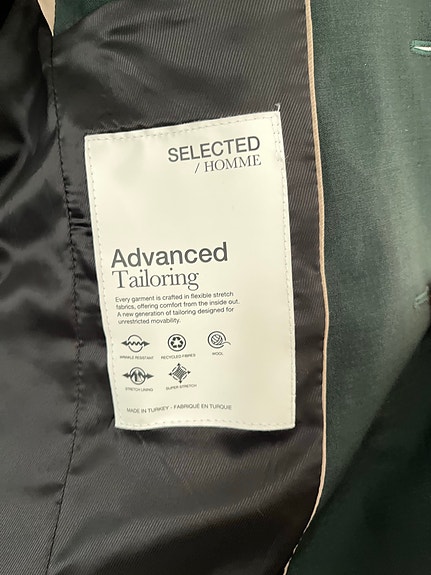 SELECTED
/ HOMME
Advanced
Tailoring
Every garment is crafted in flexible stretch
fabrics, offering comfort from the inside out.
A new generation of tailoring designed for
unrestricted movability.
WRINKLE RESISTANT RECYCLED FIBRES WOOL
STRETCH LINING SUPER STRETCH
MADE IN TURKEY - FABRIQUE EN TURQUIE